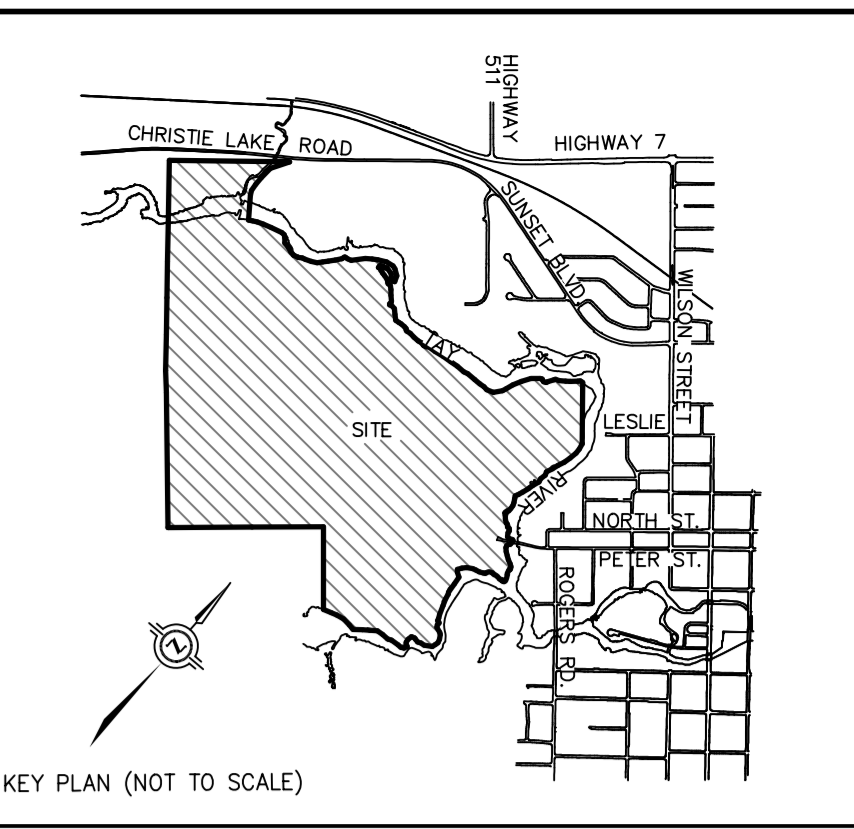 HIGHWAY
511
CHRISTIE LAKE ROAD
HIGHWAY 7
SUNSET BLVD
WILSON STREET
TAY
SITE
LESLIE
RIVER
NORTH ST.
PETER ST.
ROGERS RD.
N
KEY PLAN (NOT TO SCALE)